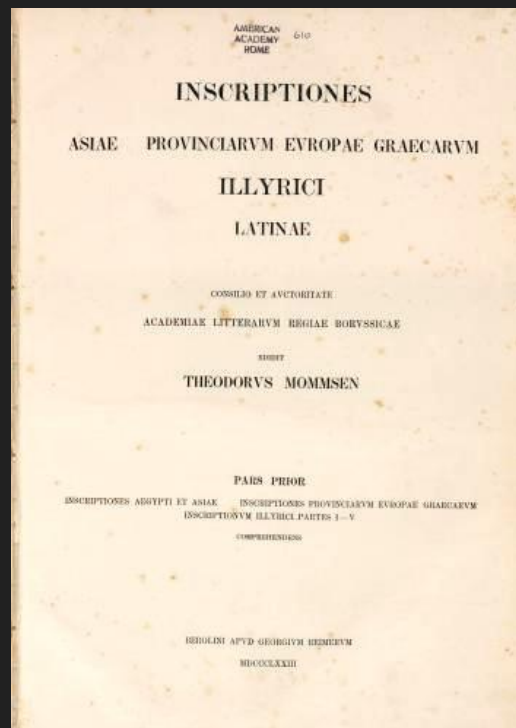 AMERICAN
ACADEMY
ROME
610
INSCRIPTIONES
ASIAE PROVINCIARVM EVROPAE GRAECARVM
ILLYRICI
LATINAE
CONSILIO ET AVCTORITATE
ACADEMIAE LITTERARVM REGIAE BORVSSICAE
EDIDIT
THEODORVS MOMMSEN
PARS PRIOR
INSCRIPTIONES AEGYPTI ET ASIAE INSCRIPTIONES PROVINCIARVM EVROPAE GRAECARVM
INSCRIPTIONVM ILLYRICI PARTES I—V
COMPREHENDENS
BEROLINI APVD GEORGIVM REIMERVM
MDCCCLXXIII